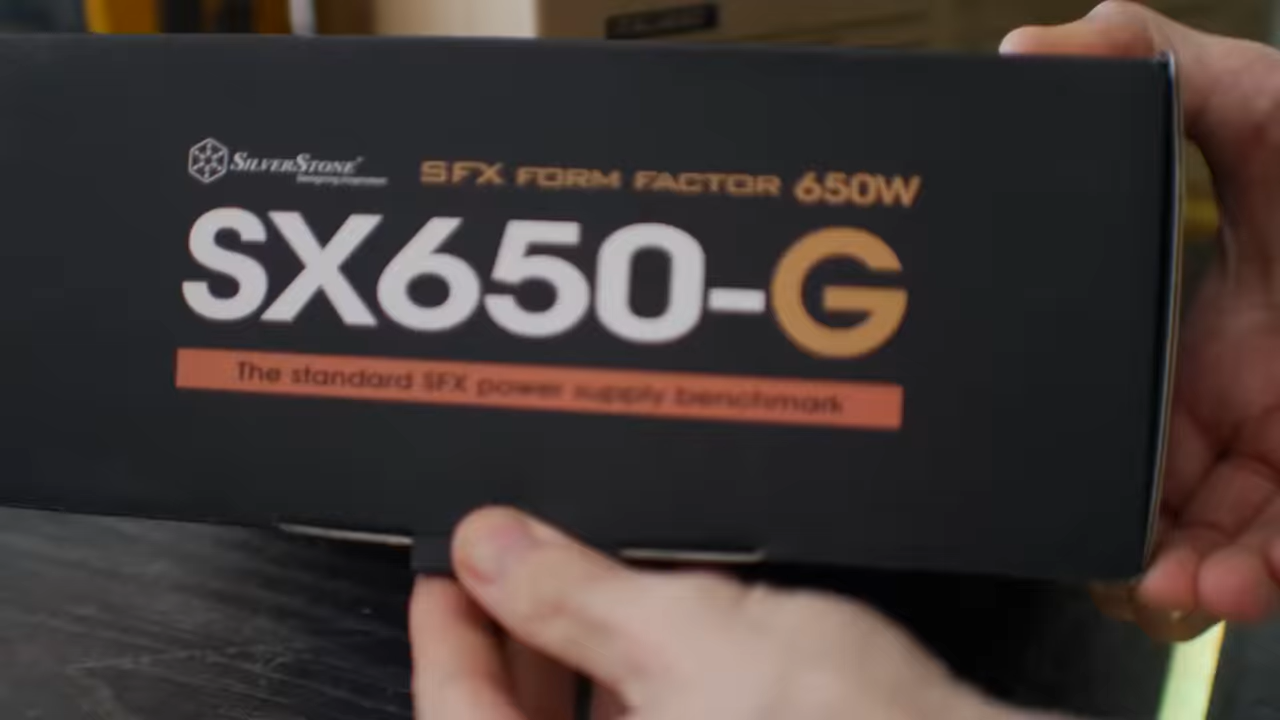 SILVERSTONE
SFX FORM FACTOR 650W
SX650-G
The standard SFX power supply benchmark